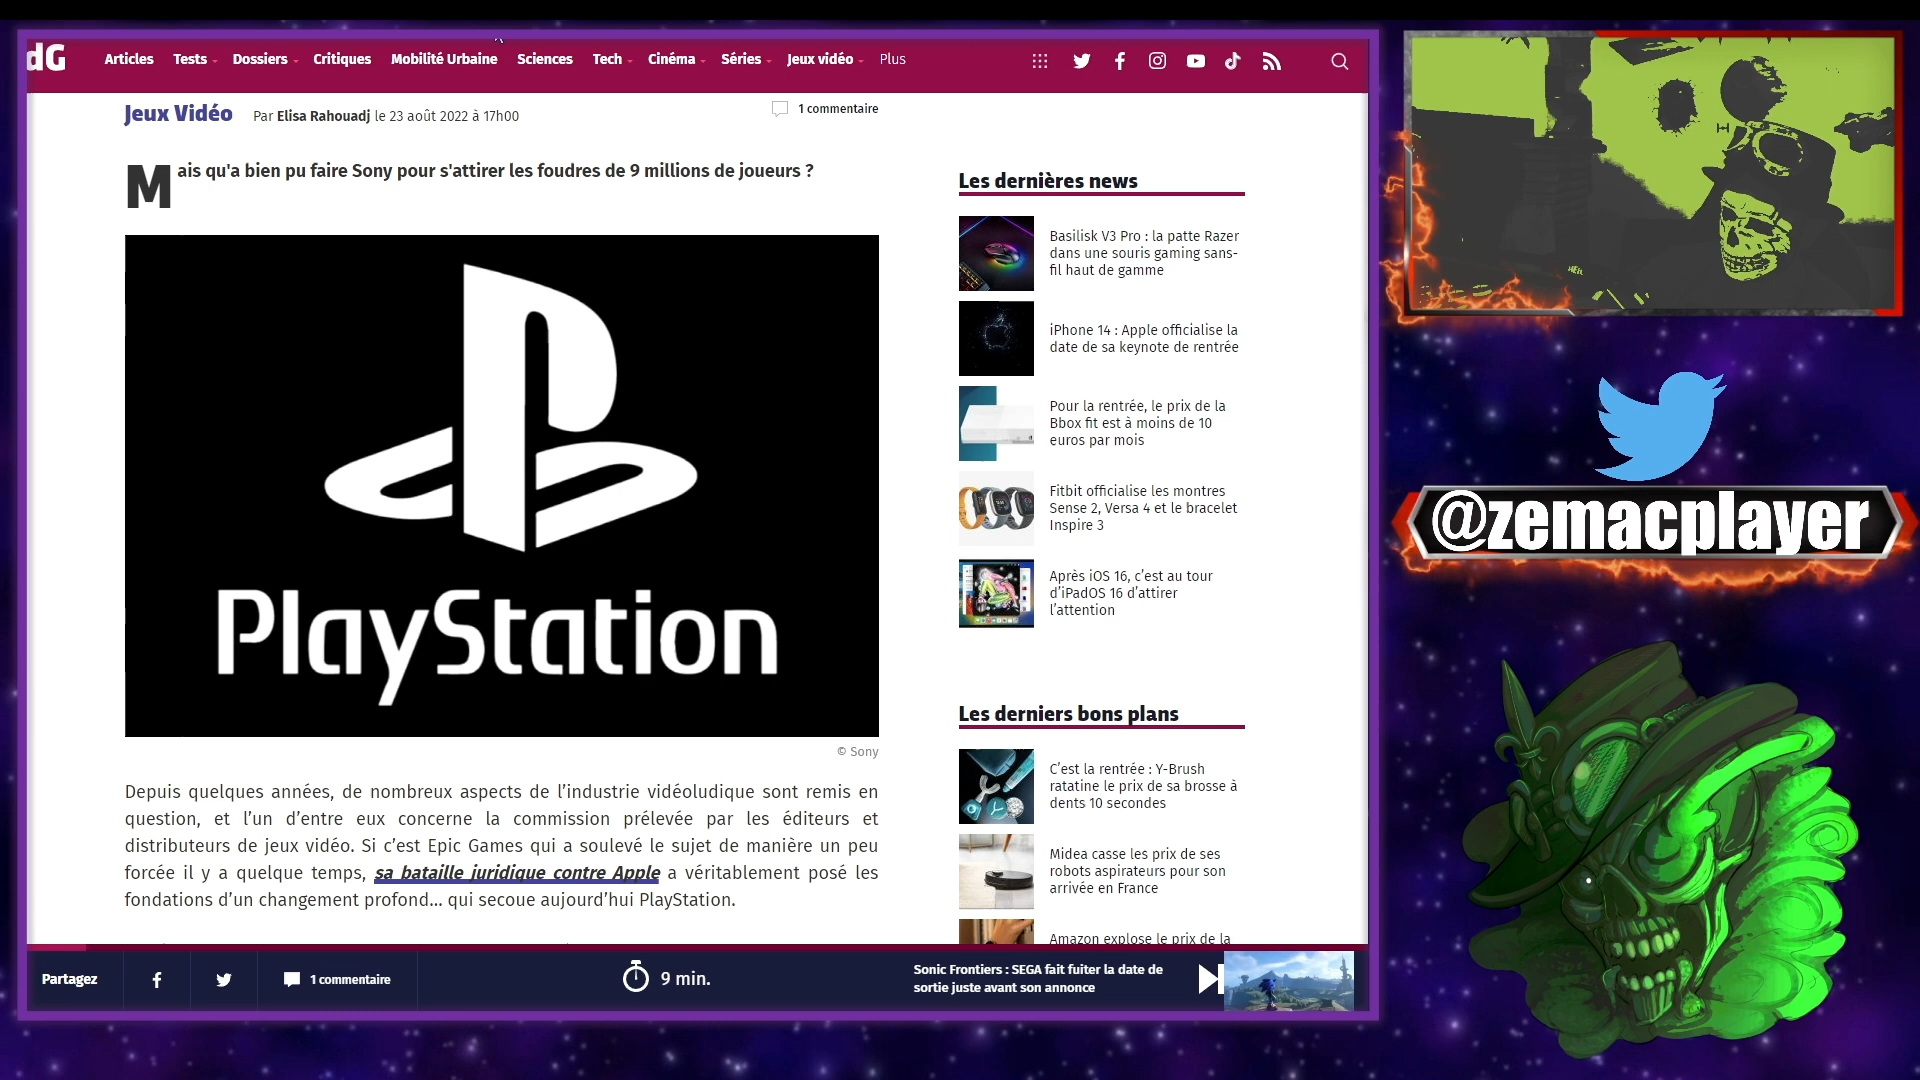 dG
Articles Tests Dossiers Critiques Mobilité Urbaine Sciences Tech Cinéma Séries Jeux vidéo Plus
Jeux Vidéo Par Elisa Rahouadj le 23 août 2022 à 17h00
1 commentaire
Mais qu'a bien pu faire Sony pour s'attirer les foudres de 9 millions de joueurs ?
PlayStation
© Sony
Depuis quelques années, de nombreux aspects de l’industrie vidéoludique sont remis en
question, et l’un d’entre eux concerne la commission prélevée par les éditeurs et
distributeurs de jeux vidéo. Si c’est Epic Games qui a soulevé le sujet de manière un peu
forcée il y a quelque temps, sa bataille juridique contre Apple a véritablement posé les
fondations d’un changement profond… qui secoue aujourd’hui PlayStation.
Les dernières news
Basilisk V3 Pro : la patte Razer
dans une souris gaming sans-
fil haut de gamme
iPhone 14 : Apple officialise la
date de sa keynote de rentrée
Pour la rentrée, le prix de la
Bbox fit est à moins de 10
euros par mois
Fitbit officialise les montres
Sense 2, Versa 4 et le bracelet
Inspire 3
Après iOS 16, c’est au tour
d’iPadOS 16 d’attirer
l’attention
Les derniers bons plans
C’est la rentrée : Y-Brush
ratatine le prix de sa brosse à
dents 10 secondes
Midea casse les prix de ses
robots aspirateurs pour son
arrivée en France
Amazon explose le prix de la
Partagez
1 commentaire
9 min.
Sonic Frontiers : SEGA fait fuiter la date de
sortie juste avant son annonce
@zemacplayer